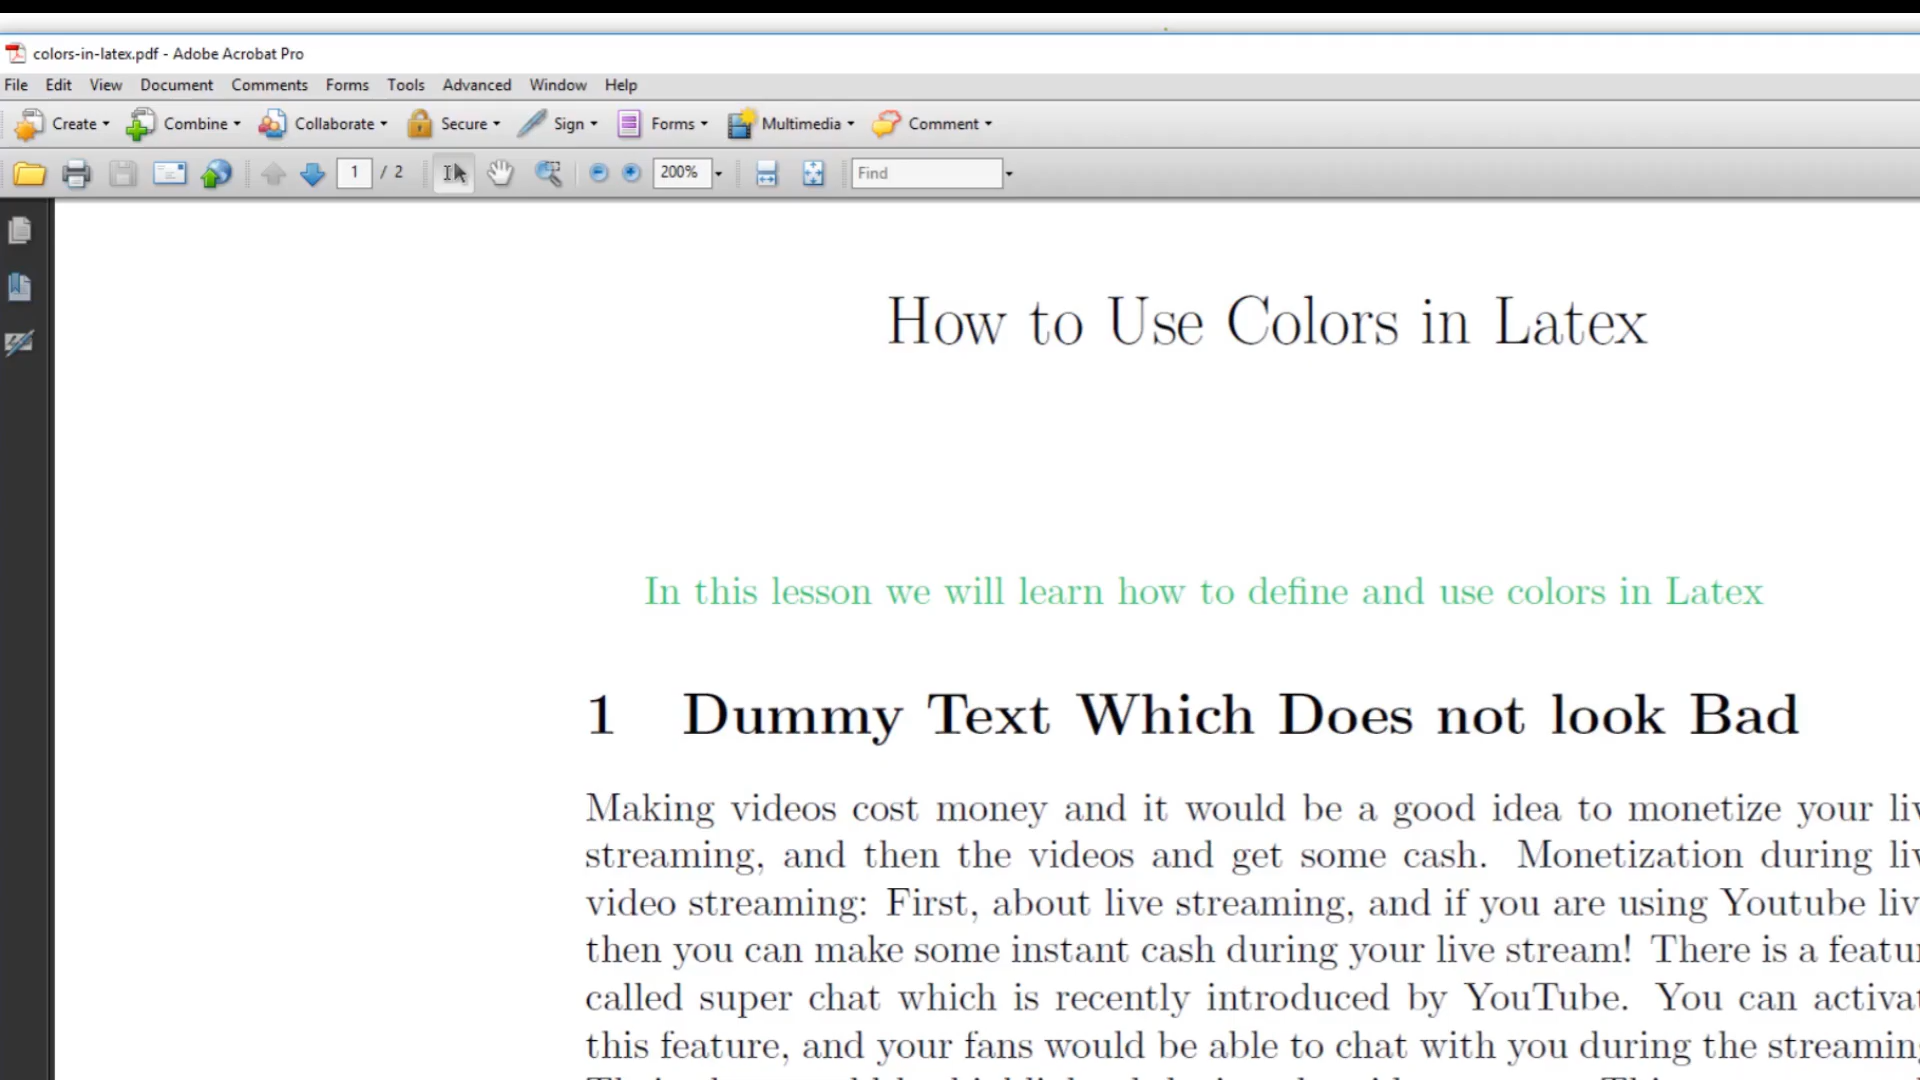 colors-in-latex.pdf - Adobe Acrobat Pro
File Edit View Document Comments Forms Tools Advanced Window Help
Create Combine Collaborate Secure Sign Forms Multimedia Comment
1 / 2 200% Find
How to Use Colors in Latex
In this lesson we will learn how to define and use colors in Latex
1 Dummy Text Which Does not look Bad
Making videos cost money and it would be a good idea to monetize your liv
streaming, and then the videos and get some cash. Monetization during liv
video streaming: First, about live streaming, and if you are using Youtube liv
then you can make some instant cash during your live stream! There is a featur
called super chat which is recently introduced by YouTube. You can activat
this feature, and your fans would be able to chat with you during the streaming